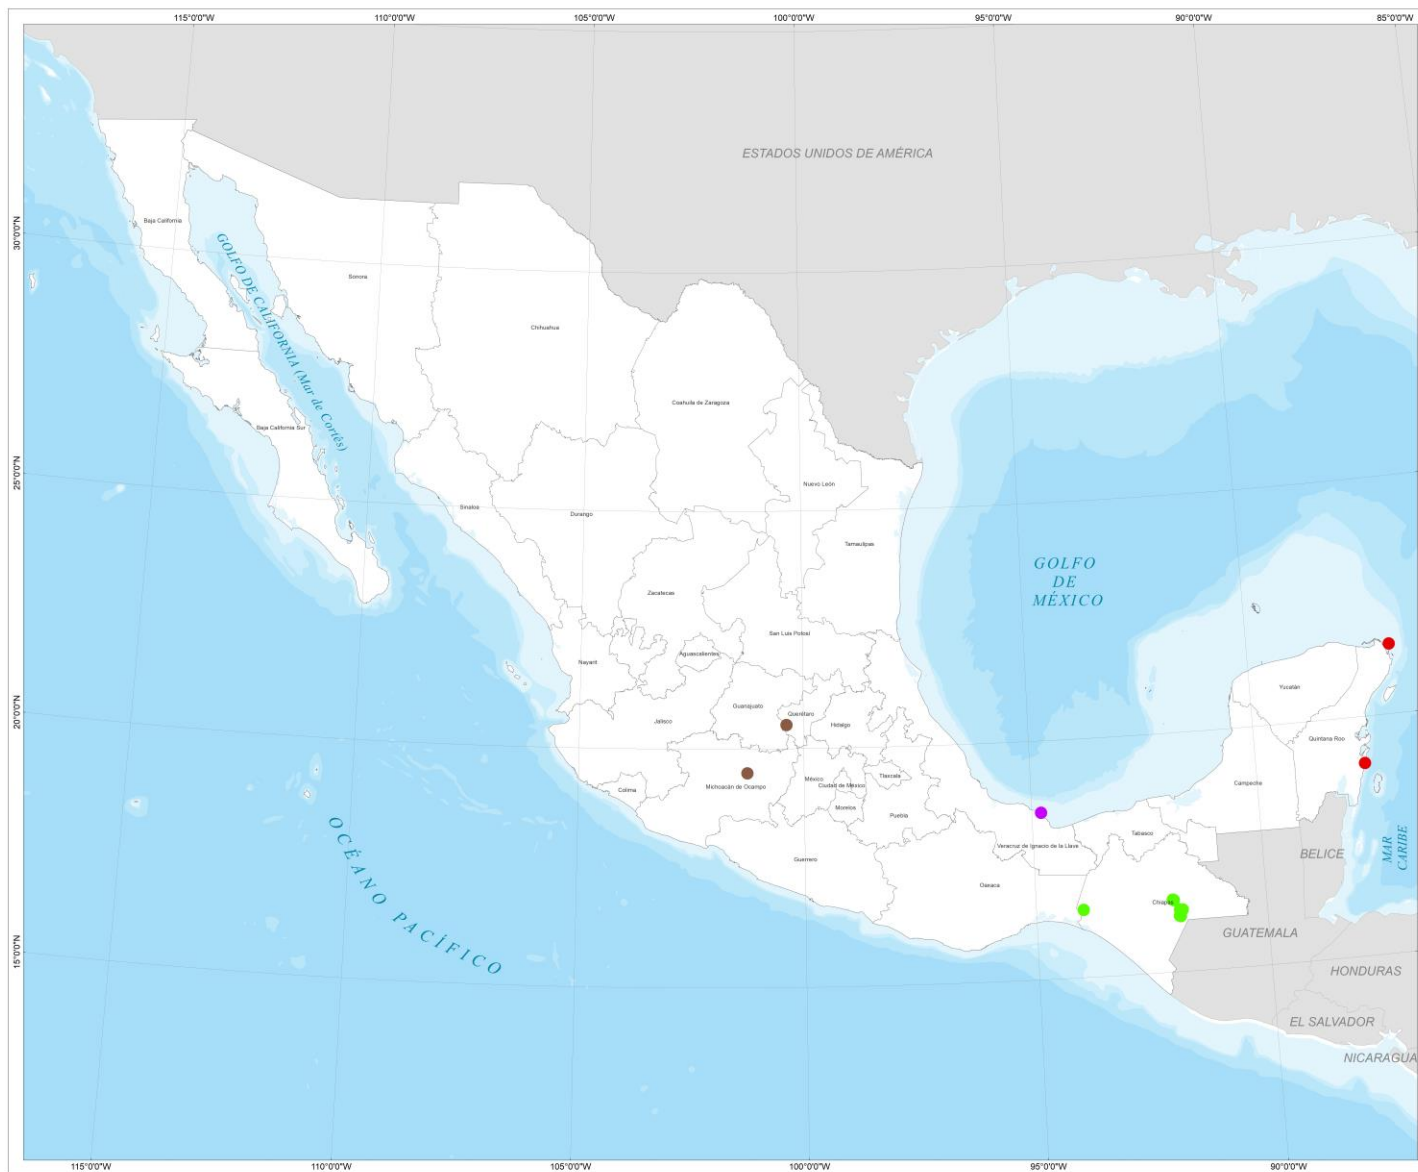 115°0'0"W 110°0'0"W 105°0'0"W 100°0'0"W 95°0'0"W 90°0'0"W 85°0'0"W
ESTADOS UNIDOS DE AMÉRICA
Baja California
30°0'0"N
GOLFO DE CALIFORNIA (Mar de Cortés)
Sonora
Chihuahua
Coahuila de Zaragoza
Baja California Sur
25°0'0"N
Nuevo León
Sinaloa
Durango
Tamaulipas
GOLFO
DE
MÉXICO
Zacatecas
San Luis Potosí
Aguascalientes
Nayarit
Yucatán
20°0'0"N
Guanajuato
Querétaro
Jalisco
Hidalgo
Quintana Roo
México
Tlaxcala
Campeche
Ciudad de México
Michoacán de Ocampo
Colima
Morelos
Puebla
Tabasco
Veracruz de Ignacio de la Llave
MAR
CARIBE
BELICE
Guerrero
Oaxaca
Chiapas
OCÉANO PACÍFICO
GUATEMALA
15°0'0"N
HONDURAS
EL SALVADOR
NICARAGUA
115°0'0"W 110°0'0"W 105°0'0"W 100°0'0"W 95°0'0"W 90°0'0"W